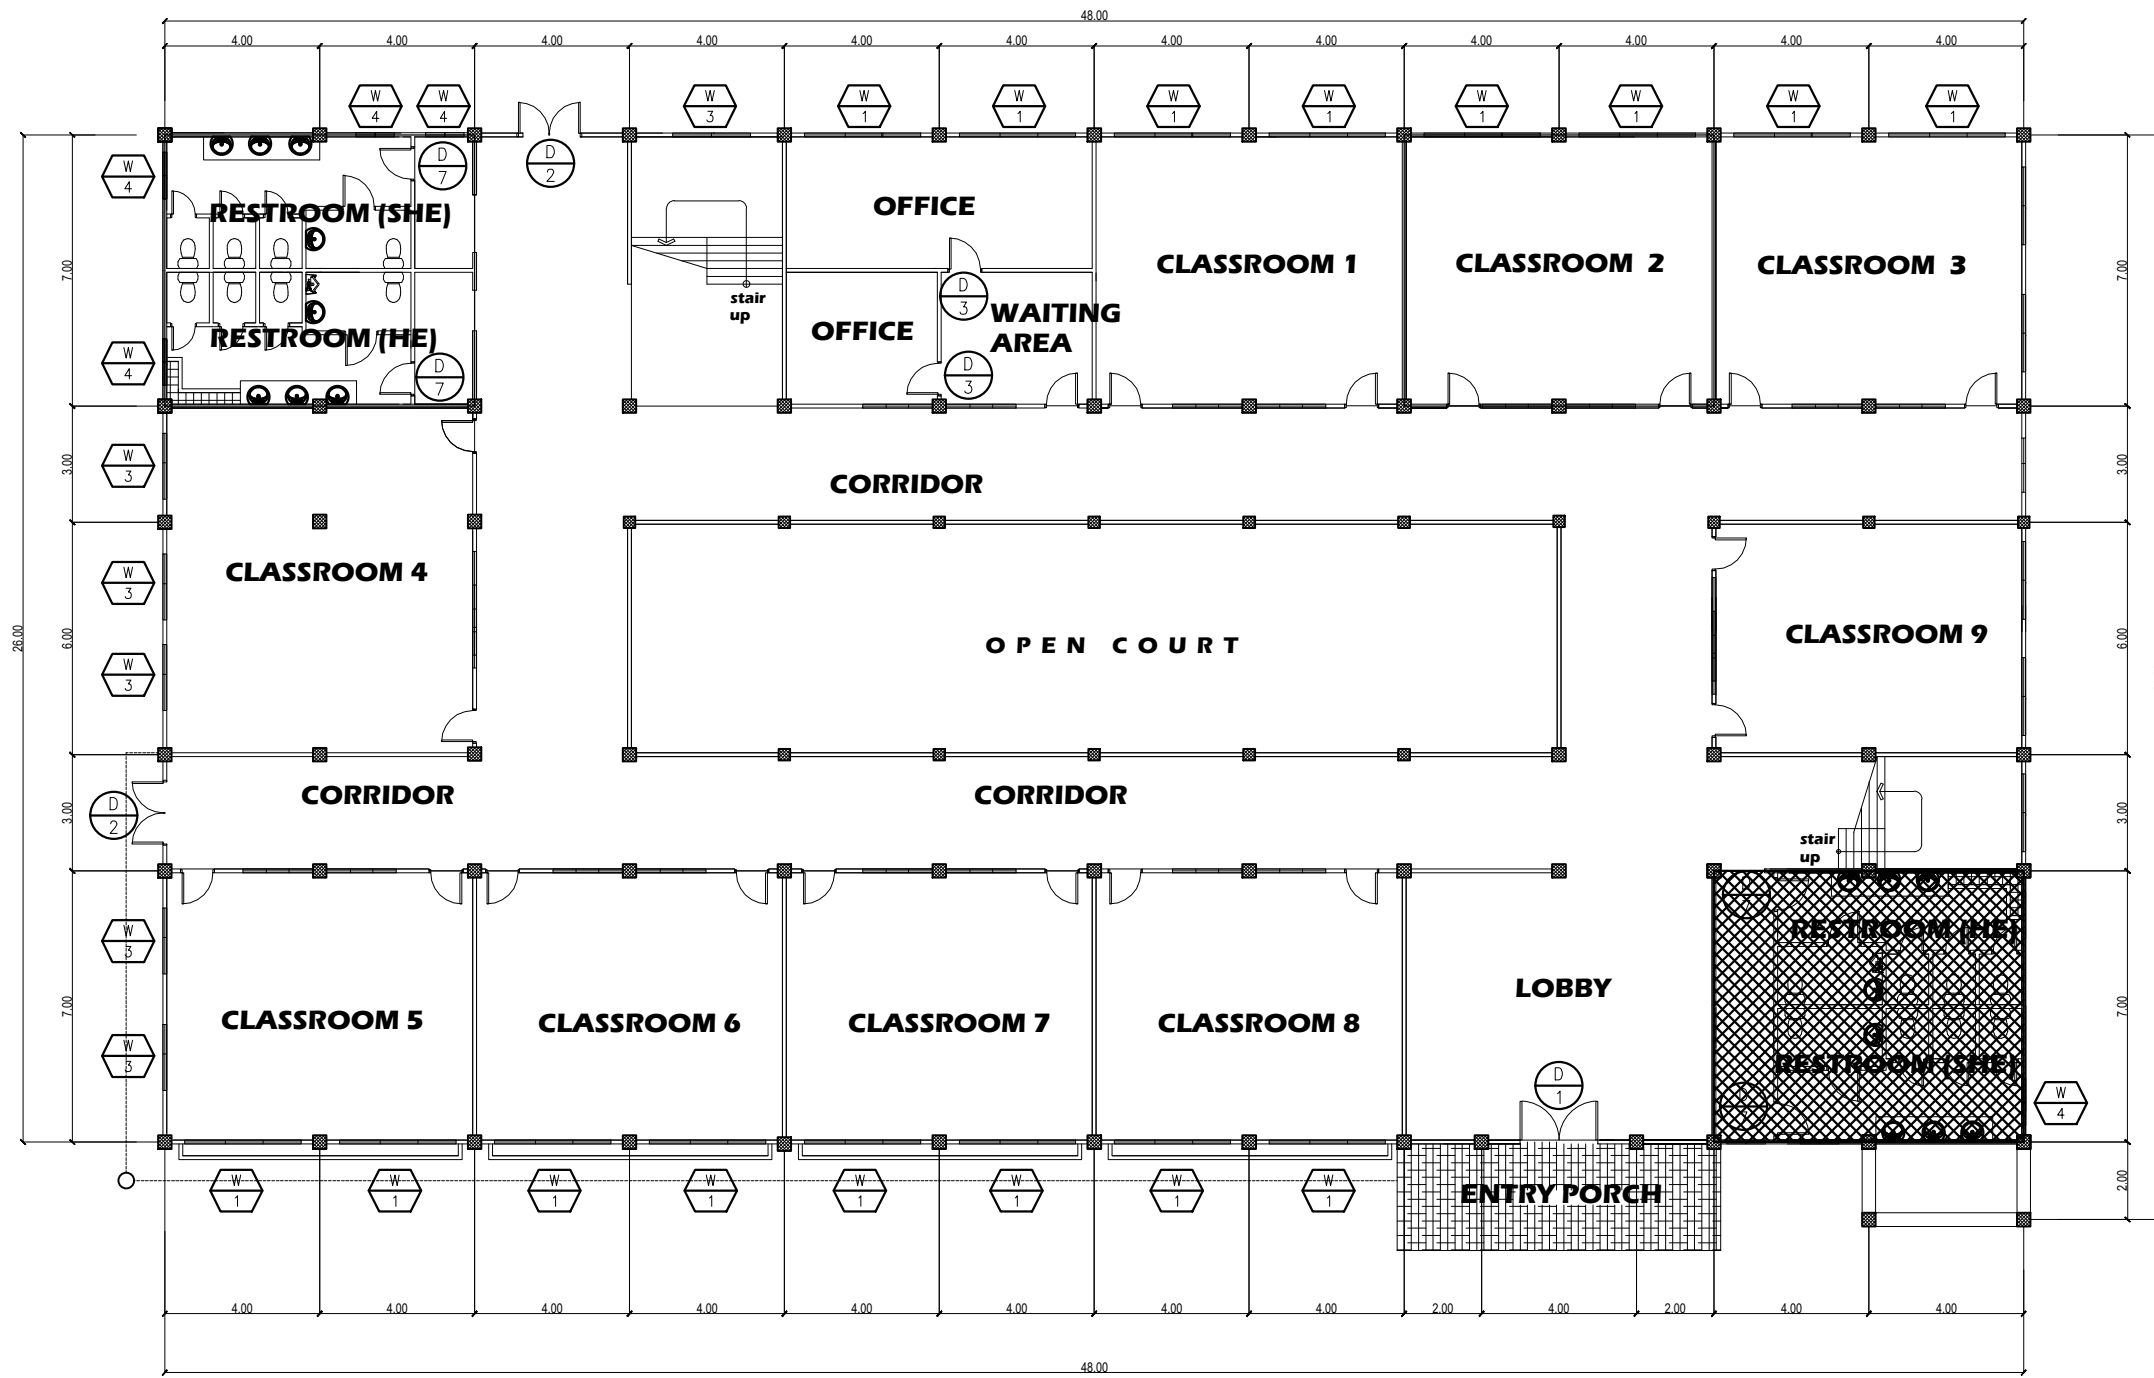 48.00
4.00 4.00 4.00 4.00 4.00 4.00 4.00 4.00 4.00 4.00 4.00 4.00
W 4
W 4
W 3
W 1
W 1
W 1
W 1
W 1
W 1
W 1
W 1
D 2
D 7
W 4
7.00
RESTROOM (SHE)
OFFICE
CLASSROOM 1
CLASSROOM 2
CLASSROOM 3
7.00
stair
up
D 3
WAITING
AREA
OFFICE
RESTROOM (HE)
W 4
D 7
D 3
3.00
W 3
CORRIDOR
3.00
CLASSROOM 4
W 3
26.00
6.00
OPEN COURT
CLASSROOM 9
6.00
W 3
CORRIDOR
CORRIDOR
3.00
D 2
stair
up
3.00
W 3
RESTROOM (HE)
LOBBY
7.00
CLASSROOM 5
CLASSROOM 6
CLASSROOM 7
CLASSROOM 8
7.00
W 3
RESTROOM (SHE)
D 1
W 4
W 1
W 1
W 1
W 1
W 1
W 1
W 1
W 1
ENTRY PORCH
2.00
4.00 4.00 4.00 4.00 4.00 4.00 4.00 4.00 2.00 4.00 2.00 4.00 4.00
48.00